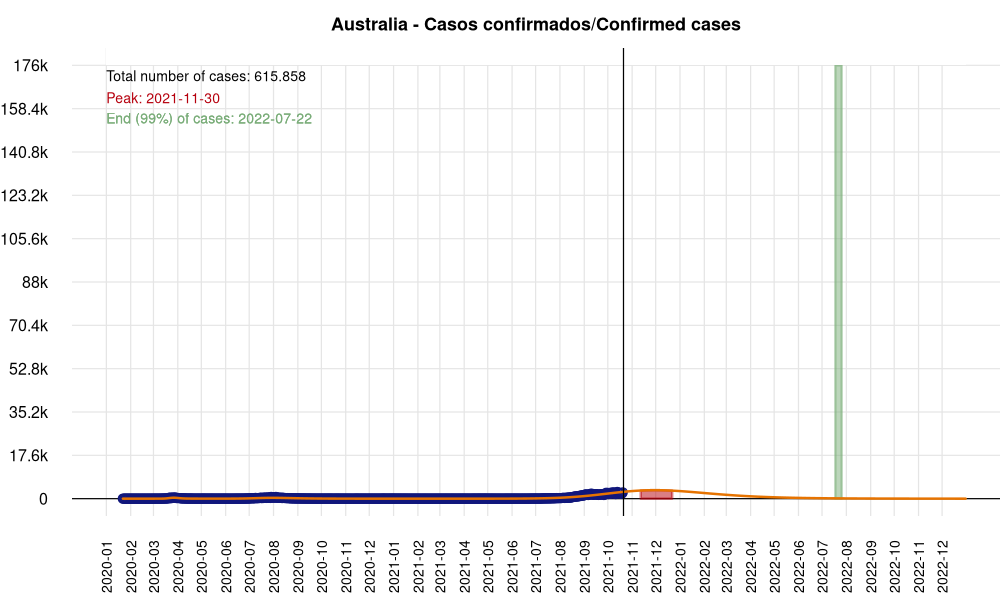 Australia - Casos confirmados/Confirmed cases
176k
Total number of cases: 615.858
Peak: 2021-11-30
158.4k
End (99%) of cases: 2022-07-22
140.8k
123.2k
105.6k
88k
70.4k
52.8k
35.2k
17.6k
0
2020-01
2020-02
2020-03
2020-04
2020-05
2020-06
2020-07
2020-08
2020-09
2020-10
2020-11
2020-12
2021-01
2021-02
2021-03
2021-04
2021-05
2021-06
2021-07
2021-08
2021-09
2021-10
2021-11
2021-12
2022-01
2022-02
2022-03
2022-04
2022-05
2022-06
2022-07
2022-08
2022-09
2022-10
2022-11
2022-12